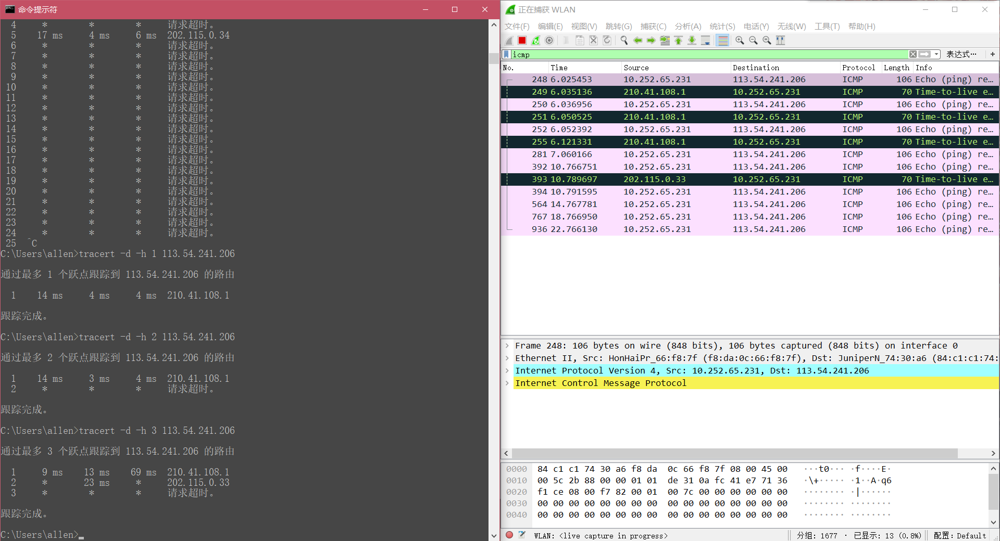 命令提示符
4 * * * 请求超时。
5 17 ms 4 ms 6 ms 202.115.0.34
6 * * * 请求超时。
7 * * * 请求超时。
8 * * * 请求超时。
9 * * * 请求超时。
10 * * * 请求超时。
11 * * * 请求超时。
12 * * * 请求超时。
13 * * * 请求超时。
14 * * * 请求超时。
15 * * * 请求超时。
16 * * * 请求超时。
17 * * * 请求超时。
18 * * * 请求超时。
19 * * * 请求超时。
20 * * * 请求超时。
21 * * * 请求超时。
22 * * * 请求超时。
23 * * * 请求超时。
24 * * * 请求超时。
25 ^C
C:\Users\allen>tracert -d -h 1 113.54.241.206
通过最多 1 个跃点跟踪到 113.54.241.206 的路由
1 14 ms 4 ms 4 ms 210.41.108.1
跟踪完成。
C:\Users\allen>tracert -d -h 2 113.54.241.206
通过最多 2 个跃点跟踪到 113.54.241.206 的路由
1 14 ms 3 ms 4 ms 210.41.108.1
2 * * * 请求超时。
跟踪完成。
C:\Users\allen>tracert -d -h 3 113.54.241.206
通过最多 3 个跃点跟踪到 113.54.241.206 的路由
1 9 ms 13 ms 69 ms 210.41.108.1
2 * 23 ms * 202.115.0.33
3 * * * 请求超时。
跟踪完成。
C:\Users\allen>_
正在捕获 WLAN
文件(F) 编辑(E) 视图(V) 跳转(G) 捕获(C) 分析(A) 统计(S) 电话(Y) 无线(W) 工具(T) 帮助(H)
icmp 表达式… +
No. Time Source Destination Protocol Length Info
248 6.025453 10.252.65.231 113.54.241.206 ICMP 106 Echo (ping) re…
249 6.035136 210.41.108.1 10.252.65.231 ICMP 70 Time-to-live e…
250 6.036956 10.252.65.231 113.54.241.206 ICMP 106 Echo (ping) re…
251 6.050525 210.41.108.1 10.252.65.231 ICMP 70 Time-to-live e…
252 6.052392 10.252.65.231 113.54.241.206 ICMP 106 Echo (ping) re…
255 6.121331 210.41.108.1 10.252.65.231 ICMP 70 Time-to-live e…
281 7.060166 10.252.65.231 113.54.241.206 ICMP 106 Echo (ping) re…
392 10.766751 10.252.65.231 113.54.241.206 ICMP 106 Echo (ping) re…
393 10.789697 202.115.0.33 10.252.65.231 ICMP 70 Time-to-live e…
394 10.791595 10.252.65.231 113.54.241.206 ICMP 106 Echo (ping) re…
564 14.767781 10.252.65.231 113.54.241.206 ICMP 106 Echo (ping) re…
767 18.766950 10.252.65.231 113.54.241.206 ICMP 106 Echo (ping) re…
936 22.766130 10.252.65.231 113.54.241.206 ICMP 106 Echo (ping) re…
Frame 248: 106 bytes on wire (848 bits), 106 bytes captured (848 bits) on interface 0
Ethernet II, Src: HonHaiPr_66:f8:7f (f8:da:0c:66:f8:7f), Dst: JuniperN_74:30:a6 (84:c1:c1:74:
Internet Protocol Version 4, Src: 10.252.65.231, Dst: 113.54.241.206
Internet Control Message Protocol
0000 84 c1 c1 74 30 a6 f8 da 0c 66 f8 7f 08 00 45 00 ···t0··· ·f····E·
0010 00 5c 2b 88 00 00 01 01 de 31 0a fc 41 e7 71 36 ·\+····· ·1··A·q6
0020 f1 ce 08 00 f7 82 00 01 00 7c 00 00 00 00 00 00 ········ ·|······
0030 00 00 00 00 00 00 00 00 00 00 00 00 00 00 00 00 ········ ········
0040 00 00 00 00 00 00 00 00 00 00 00 00 00 00 00 00 ········ ········
WLAN: <live capture in progress> 分组: 1677 · 已显示: 13 (0.8%) 配置: Default